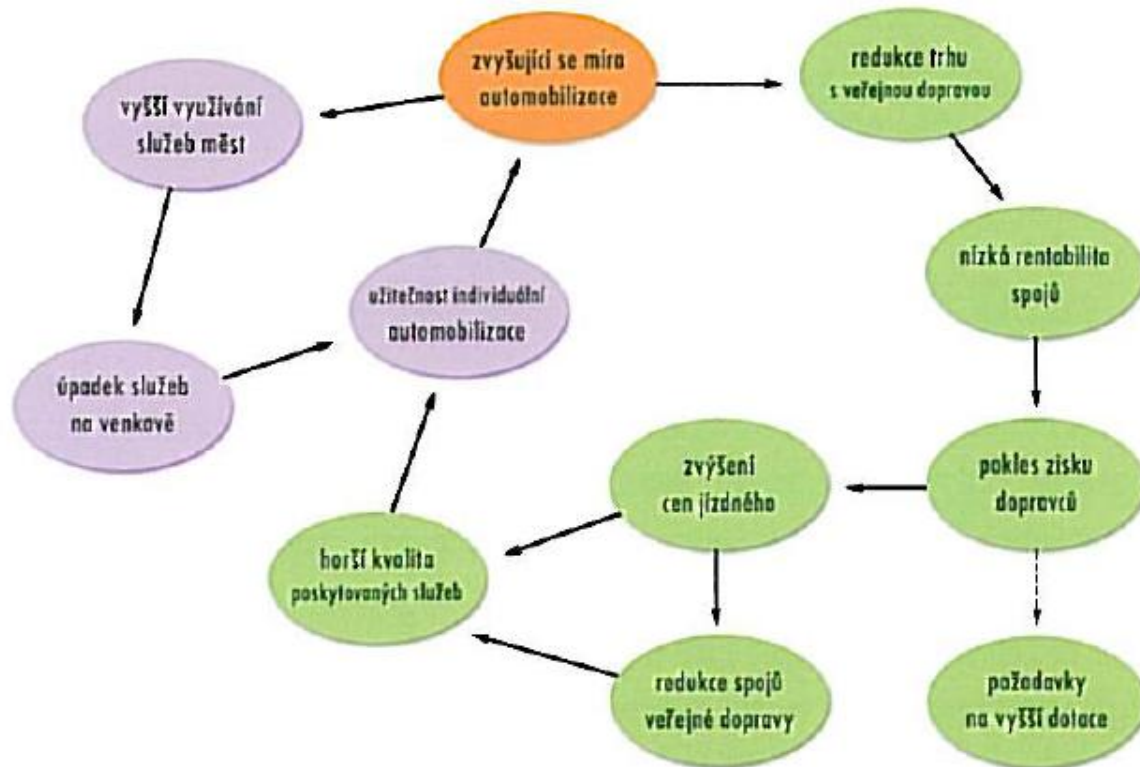 zvyšující se míra
automobilizace
redukce trhu
s veřejnou dopravou
vyšší využívání
služeb měst
nízká rentabilita
spojů
užitečnost individuální
automobilizace
úpadek služeb
na venkavě
zvýšení
cen jízdného
pokles zisku
dopravců
horší kvalita
poskytovaných služeb
redukce spojů
veřejné dopravy
požadavky
na vyšší dotace